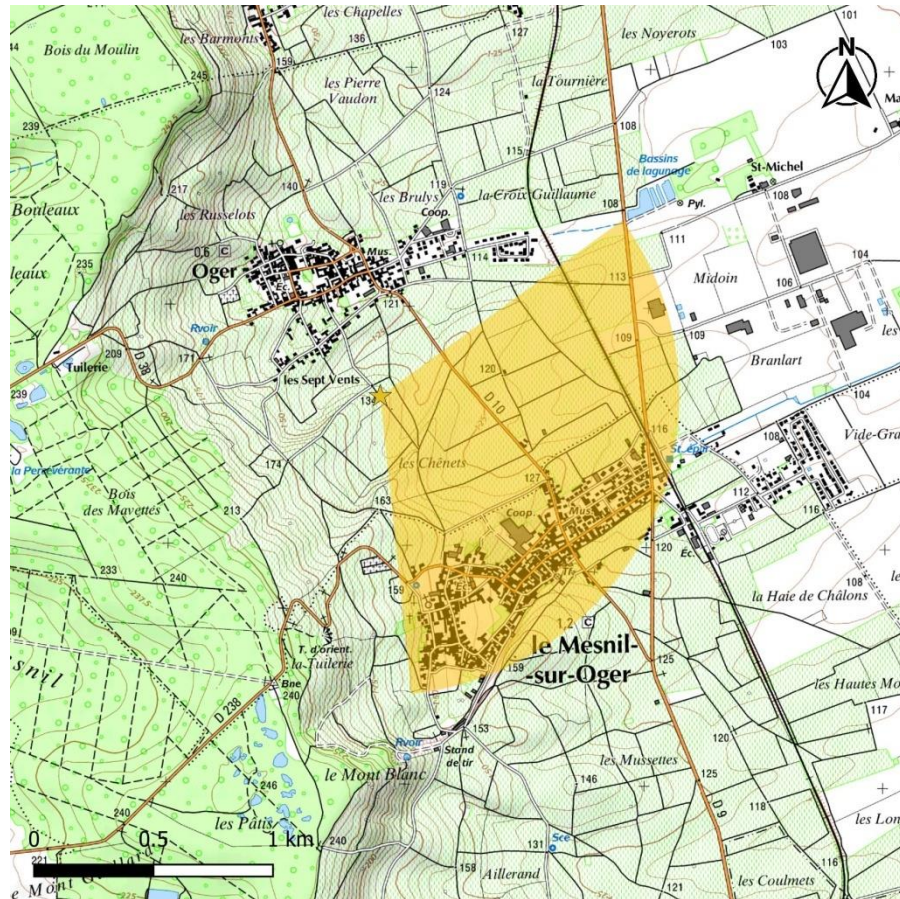 les Chapelles
101
Bois du Moulin
les Barmonts
136
127
les Noyerots
103
N
159
245
les Pierre
Vaudon
124
la Tournière
239
108
115
Bassins
de lagunage
St-Michel
217
140
119
la Croix Guillaume
108
108
Pyl.
les Brulys
Bouleaux
les Russelots
Coop.
111
0,6
C
Mus.
114
Oger
Éc.
Midoin
104
235
113
106
121
Rvoir
109
109
171
Branlart
209
D 38
Tuilerie
les Sept Vents
120
239
134
D 10
104
les Chênets
116
St. épur.
108
Vide-Gra
la Persévérante
174
Bois
des Mayettes
163
127
112
116
213
Coop.
Mus.
Éc.
120
233
240
159
108
la Haie de Châlons
1,2
C
T. d'orient.
la Tuilerie
le Mesnil-
-sur-Oger
159
125
snil
Bne
240
les Hautes Mo
D 238
153
117
Rvoir
Stand
de tir
120
le Mont Blanc
les Mussettes
146
246
125
D 9
les Pâtis
118
les Lon
0
0.5
1 km
240
240
Sce
131
221
158
116
Aillerand
121
les Coulmets